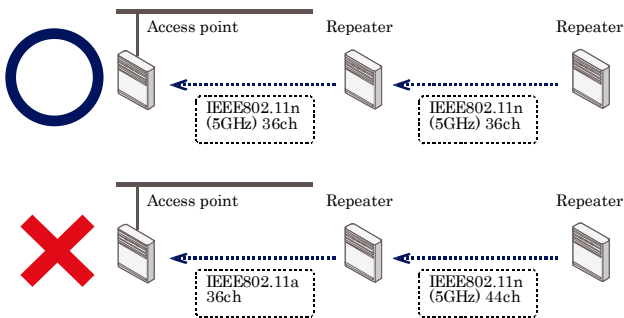 Access point
Repeater
Repeater
IEEE802.11n
(5GHz) 36ch
IEEE802.11n
(5GHz) 36ch
Access point
Repeater
Repeater
IEEE802.11a
36ch
IEEE802.11n
(5GHz) 44ch